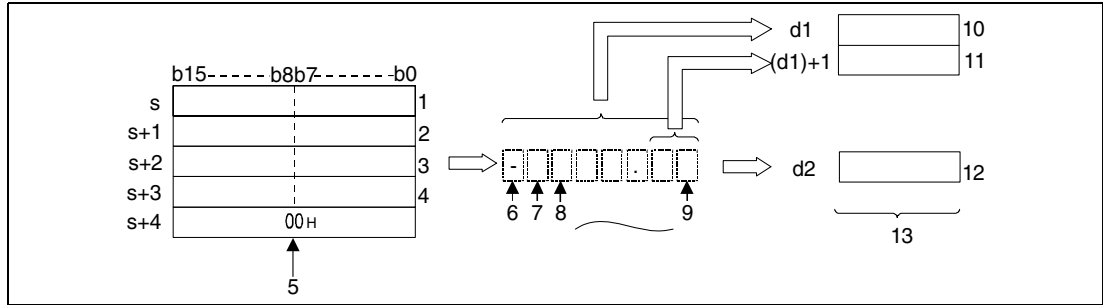 d1 10
(d1)+1 11
b15------b8b7-------b0
s 1
s+1 2
s+2 3
s+3 4
s+4 00H
5
- .
6 7 8 9
d2 12
13